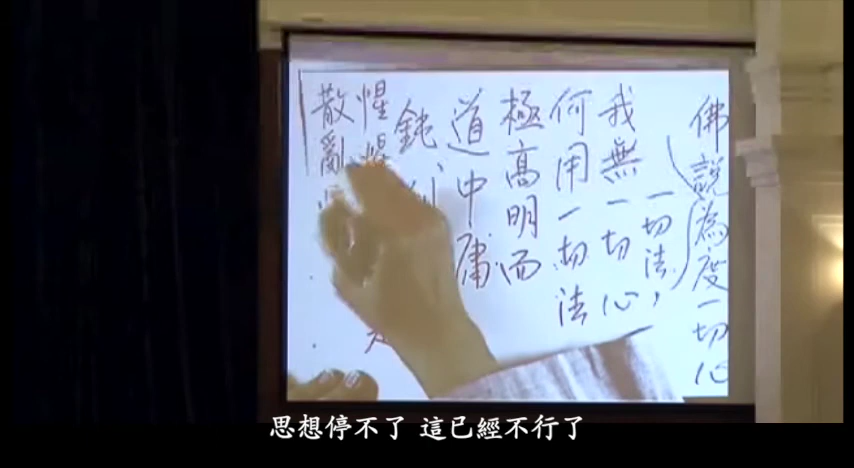 佛說為度一切心
一切法，
我無一切心
何用一切法
極高明而
道中庸
鈍
惺惺
散亂
思想停不了 這已經不行了